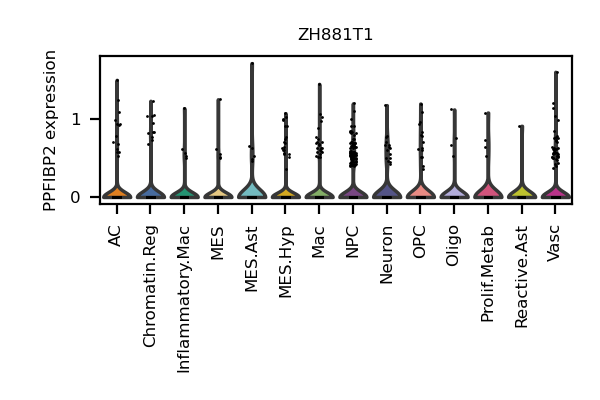 ZH881T1
PPFIBP2 expression
1
0
AC
Chromatin.Reg
Inflammatory.Mac
MES
MES.Ast
MES.Hyp
Mac
NPC
Neuron
OPC
Oligo
Prolif.Metab
Reactive.Ast
Vasc